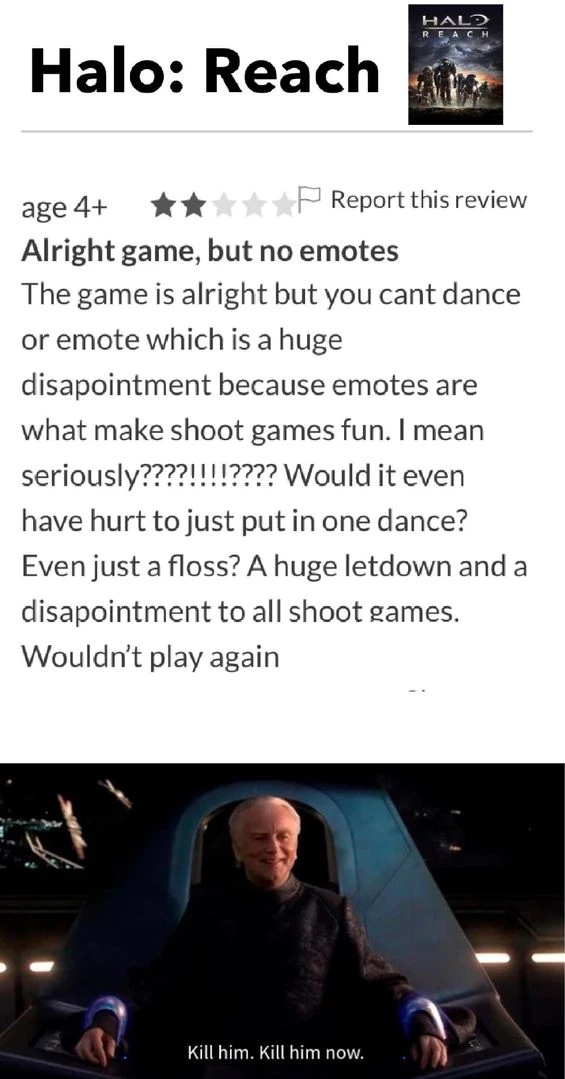 Halo: Reach
HALO
REACH
age 4+
Report this review
Alright game, but no emotes
The game is alright but you cant dance
or emote which is a huge
disapointment because emotes are
what make shoot games fun. I mean
seriously????!!!!???? Would it even
have hurt to just put in one dance?
Even just a floss? A huge letdown and a
disapointment to all shoot games.
Wouldn't play again
Kill him. Kill him now.